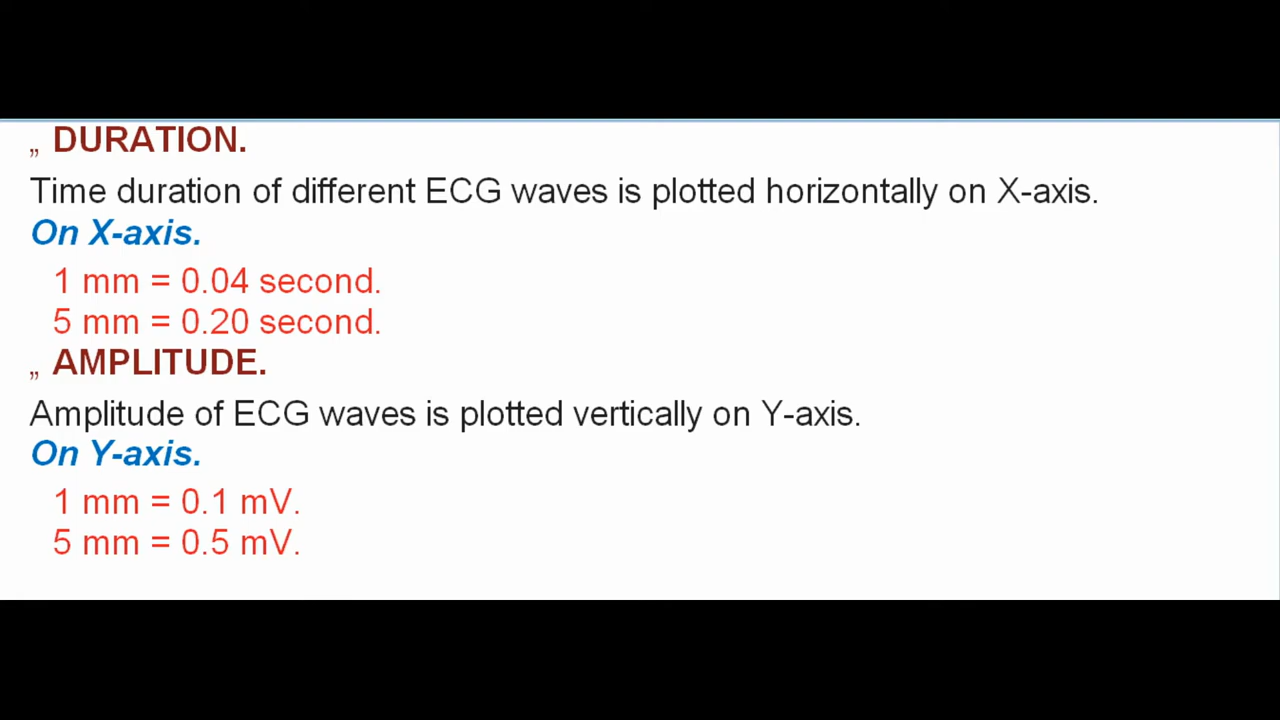 „ DURATION.
Time duration of different ECG waves is plotted horizontally on X-axis.
On X-axis.
1 mm = 0.04 second.
5 mm = 0.20 second.
„ AMPLITUDE.
Amplitude of ECG waves is plotted vertically on Y-axis.
On Y-axis.
1 mm = 0.1 mV.
5 mm = 0.5 mV.